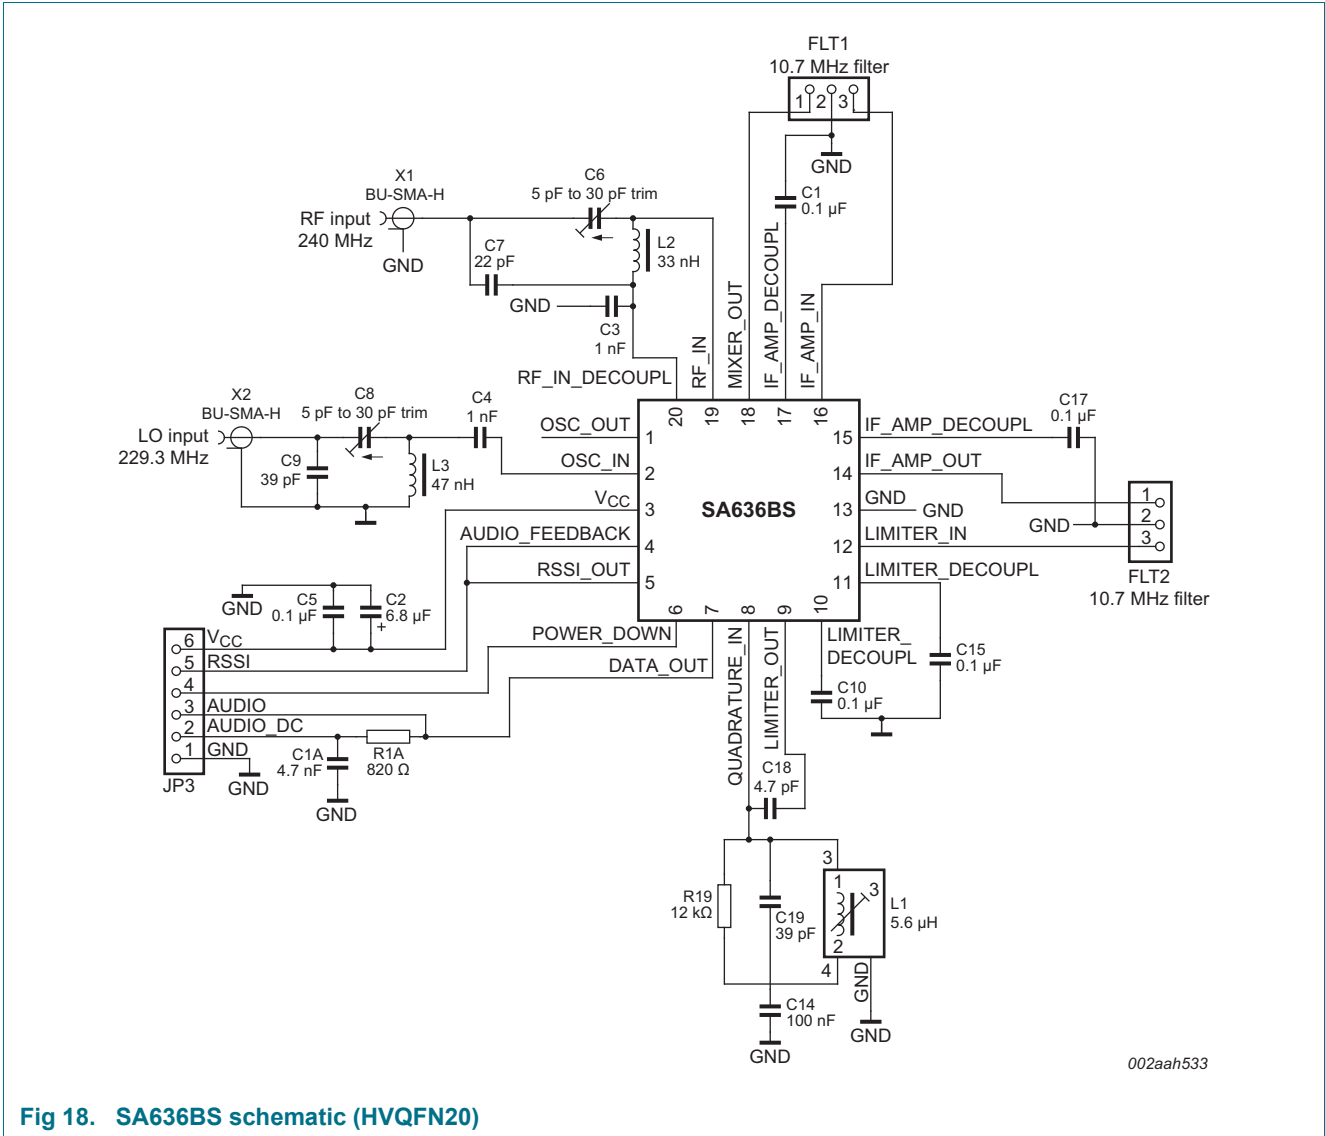 FLT1
10.7 MHz filter
1 2 3
GND
C1
0.1 µF
X1
BU-SMA-H
C6
5 pF to 30 pF trim
RF input
240 MHz
GND
C7
22 pF
L2
33 nH
GND
C3
1 nF
RF_IN_DECOUPL
RF_IN
MIXER_OUT
IF_AMP_DECOUPL
IF_AMP_IN
20 19 18 17 16
X2
BU-SMA-H
C8
5 pF to 30 pF trim
C4
1 nF
LO input
229.3 MHz
C9
39 pF
L3
47 nH
OSC_OUT 1
OSC_IN 2
VCC 3
AUDIO_FEEDBACK 4
RSSI_OUT 5
SA636BS
15 IF_AMP_DECOUPL
14 IF_AMP_OUT
13 GND GND
12 LIMITER_IN
11 LIMITER_DECOUPL
C17
0.1 µF
GND
1
2
3
FLT2
10.7 MHz filter
6 7 8 9 10
POWER_DOWN
DATA_OUT
QUADRATURE_IN
LIMITER_OUT
LIMITER_
DECOUPL
C15
0.1 µF
C10
0.1 µF
GND
C5
0.1 µF
C2
6.8 µF
+
6 VCC
5 RSSI
4
3 AUDIO
2 AUDIO_DC
1 GND
JP3
GND
C1A
4.7 nF
R1A
820 Ω
GND
C18
4.7 pF
R19
12 kΩ
C19
39 pF
3
1
3
2
4
L1
5.6 µH
GND
C14
100 nF
GND
GND
002aah533
Fig 18. SA636BS schematic (HVQFN20)